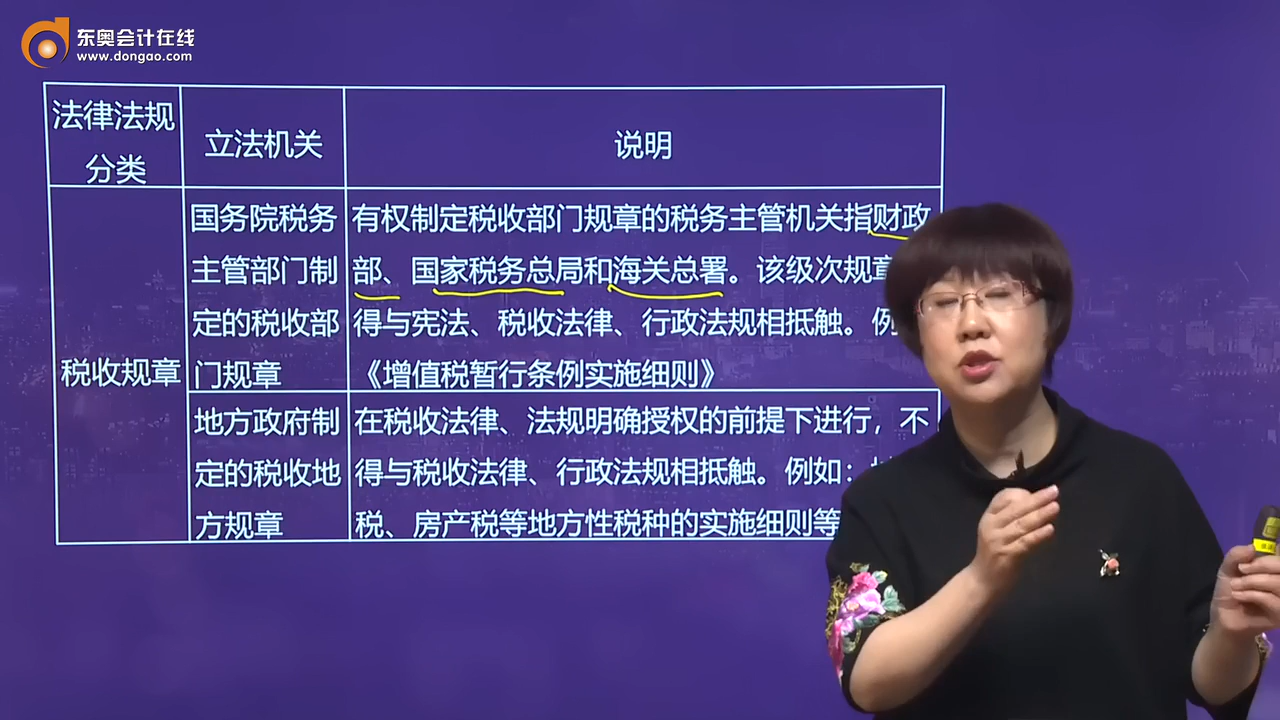 东奥会计在线
www.dongao.com
法律法规
分类
立法机关
说明
税收规章
国务院税务
主管部门制
定的税收部
门规章
有权制定税收部门规章的税务主管机关指财政
部、国家税务总局和海关总署。该级次规章
得与宪法、税收法律、行政法规相抵触。例
《增值税暂行条例实施细则》
地方政府制
定的税收地
方规章
在税收法律、法规明确授权的前提下进行，不
得与税收法律、行政法规相抵触。例如：
税、房产税等地方性税种的实施细则等